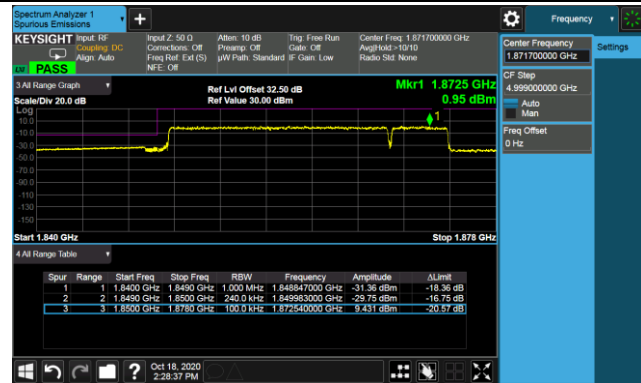 Spectrum Analyzer 1
Spurious Emissions
Frequency
KEYSIGHT Input: RF
Coupling: DC
Align: Auto
Input Z: 50 Ω
Corrections: Off
Freq Ref: Ext (S)
NFE: Off
Atten: 10 dB
Preamp: Off
µW Path: Standard
Trig: Free Run
Gate: Off
IF Gain: Low
Center Freq: 1.871700000 GHz
Avg|Hold:>10/10
Radio Std: None
PASS
Center Frequency
1.871700000 GHz
Settings
CF Step
4.999000000 GHz
Auto
Man
Freq Offset
0 Hz
3 All Range Graph
Scale/Div 20.0 dB
Ref Lvl Offset 32.50 dB
Ref Value 30.00 dBm
Mkr1 1.8725 GHz
0.95 dBm
Log
10.0
-10.0
-30.0
-50.0
-70.0
-90.0
-110
-130
-150
1
Start 1.840 GHz
Stop 1.878 GHz
4 All Range Table
Spur Range Start Freq Stop Freq RBW Frequency Amplitude ΔLimit
1 1 1.8400 GHz 1.8490 GHz 1.000 MHz 1.848847000 GHz -31.36 dBm -18.36 dB
2 2 1.8490 GHz 1.8500 GHz 240.0 kHz 1.849983000 GHz -29.75 dBm -16.75 dB
3 3 1.8500 GHz 1.8780 GHz 100.0 kHz 1.872540000 GHz 9.431 dBm -20.57 dB
?
Oct 18, 2020
2:28:37 PM